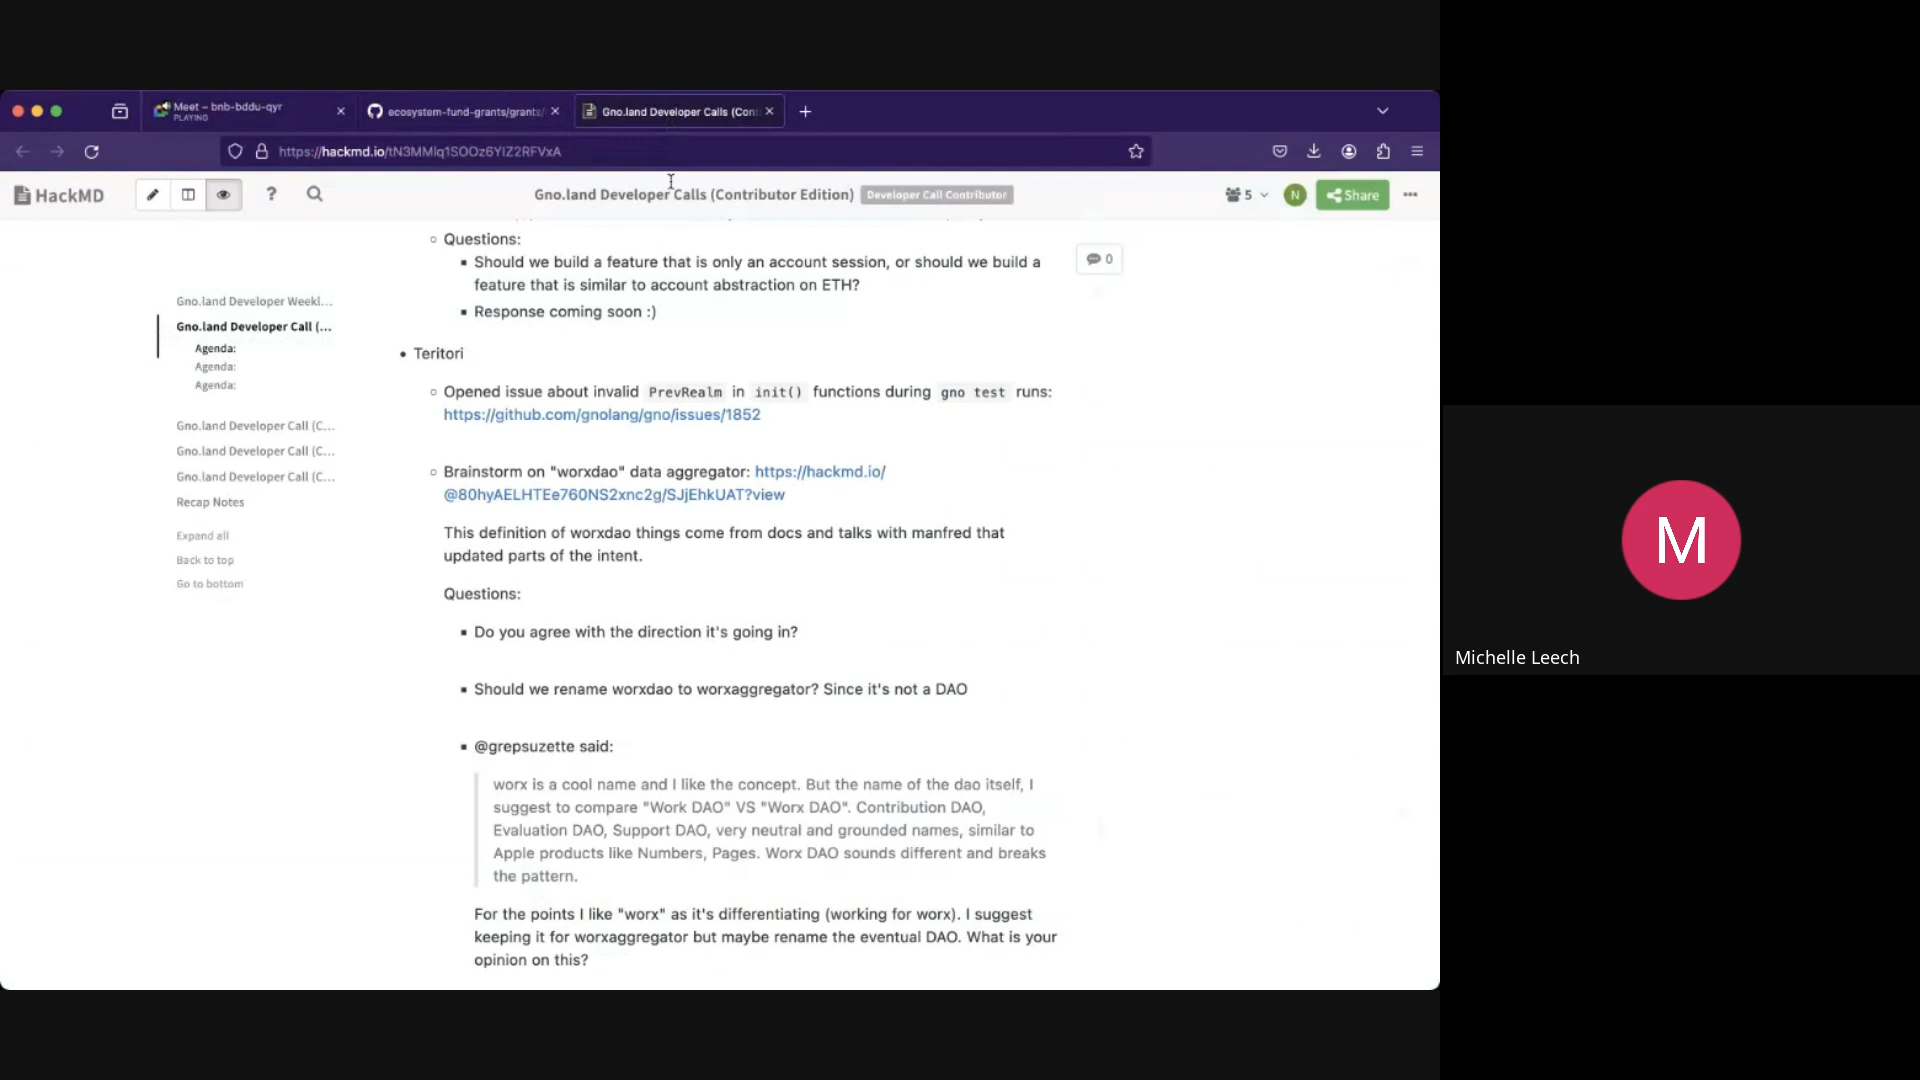 Meet – bnb-bddu-qyr
PLAYING
ecosystem-fund-grants/grants/
Gno.land Developer Calls (Con
https://hackmd.io/tN3MMlq1SOOz6YIZ2RFVxA
HackMD
?
Gno.land Developer Calls (Contributor Edition)
Developer Call Contributor
5
N
Share
Gno.land Developer Weekl...
Gno.land Developer Call (...
Agenda:
Agenda:
Agenda:
Gno.land Developer Call (C...
Gno.land Developer Call (C...
Gno.land Developer Call (C...
Recap Notes
Expand all
Back to top
Go to bottom
Questions:
Should we build a feature that is only an account session, or should we build a
feature that is similar to account abstraction on ETH?
Response coming soon :)
0
Teritori
Opened issue about invalid PrevRealm in init() functions during gno test runs:
https://github.com/gnolang/gno/issues/1852
Brainstorm on "worxdao" data aggregator: https://hackmd.io/
@80hyAELHTEe760NS2xnc2g/SJjEhkUAT?view
This definition of worxdao things come from docs and talks with manfred that
updated parts of the intent.
Questions:
Do you agree with the direction it's going in?
Should we rename worxdao to worxaggregator? Since it's not a DAO
@grepsuzette said:
worx is a cool name and I like the concept. But the name of the dao itself, I
suggest to compare "Work DAO" VS "Worx DAO". Contribution DAO,
Evaluation DAO, Support DAO, very neutral and grounded names, similar to
Apple products like Numbers, Pages. Worx DAO sounds different and breaks
the pattern.
For the points I like "worx" as it's differentiating (working for worx). I suggest
keeping it for worxaggregator but maybe rename the eventual DAO. What is your
opinion on this?
M
Michelle Leech